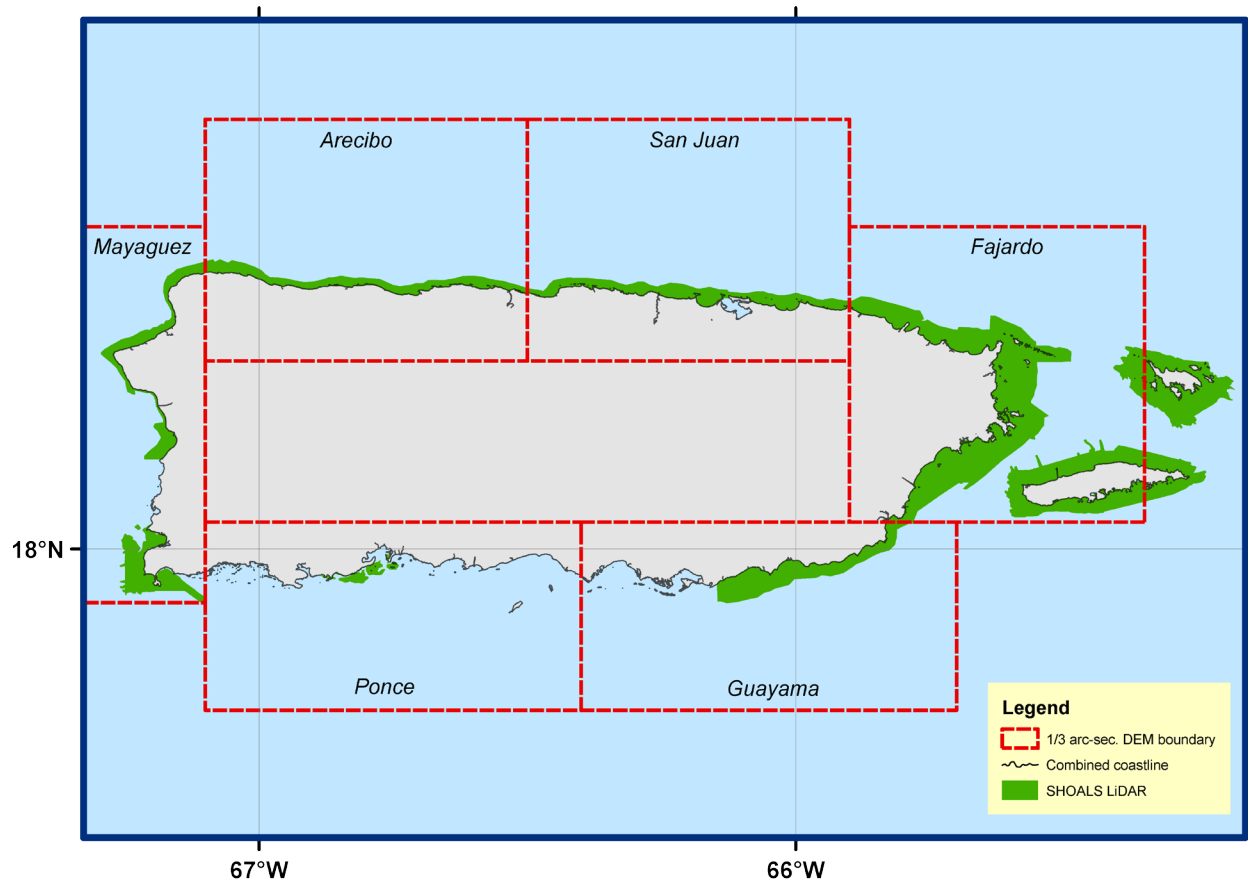 Arecibo
San Juan
Mayaguez
Fajardo
18°N
Ponce
Guayama
Legend
1/3 arc-sec. DEM boundary
Combined coastline
SHOALS LiDAR
67°W
66°W